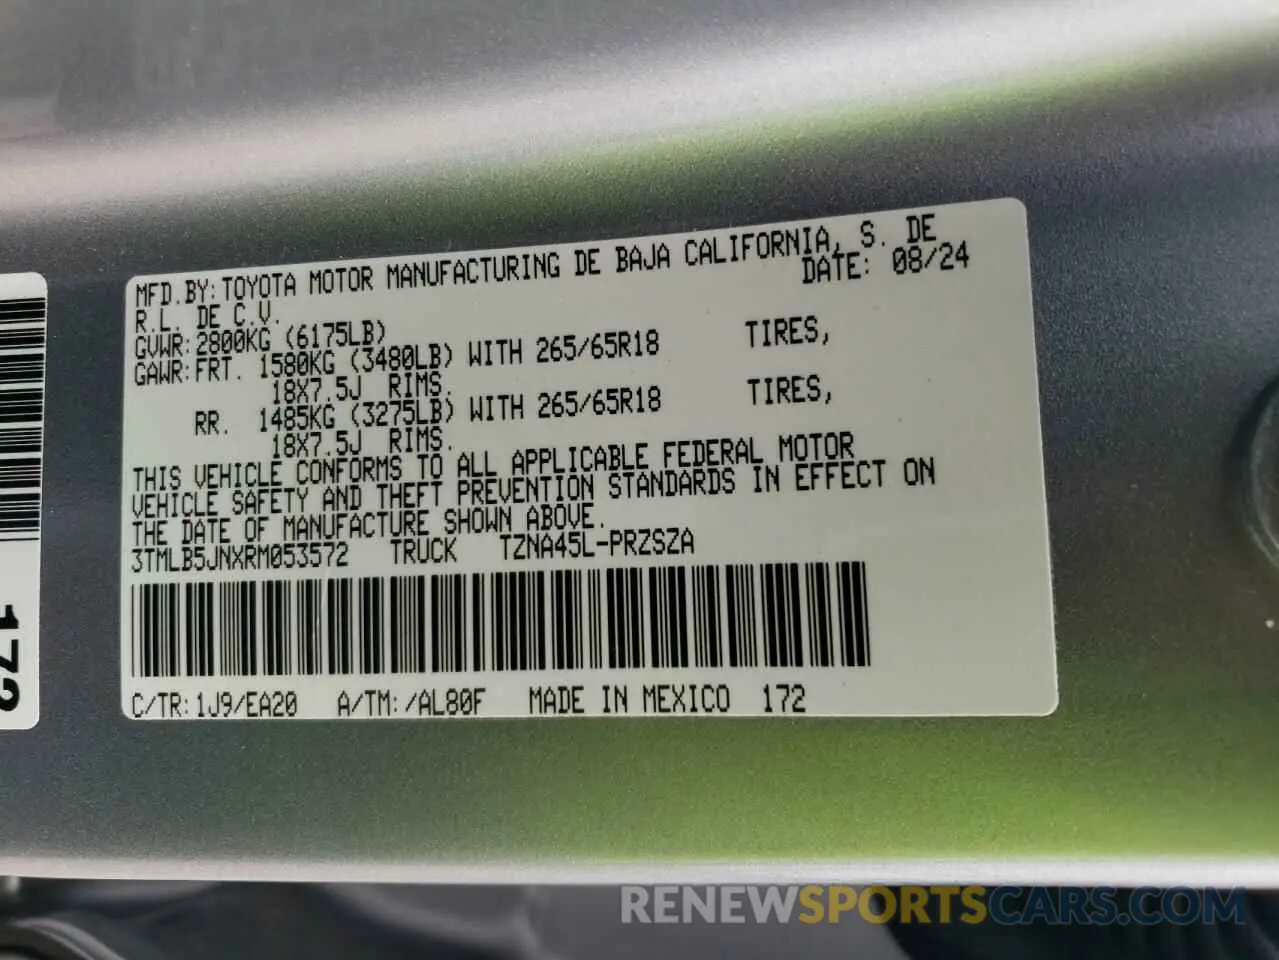 MFD.BY:TOYOTA MOTOR MANUFACTURING DE BAJA CALIFORNIA, S. DE
R.L. DE C.V. DATE: 08/24
GVWR:2800KG (6175LB)
GAWR:FRT. 1580KG (3480LB) WITH 265/65R18 TIRES,
18X7.5J RIMS.
RR. 1485KG (3275LB) WITH 265/65R18 TIRES,
18X7.5J RIMS.
THIS VEHICLE CONFORMS TO ALL APPLICABLE FEDERAL MOTOR
VEHICLE SAFETY AND THEFT PREVENTION STANDARDS IN EFFECT ON
THE DATE OF MANUFACTURE SHOWN ABOVE.
3TMLB5JNXRM053572 TRUCK TZNA45L-PRZSZA
C/TR:1J9/EA20 A/TM:/AL80F MADE IN MEXICO 172
172
RENEWSPORTSCARS.COM